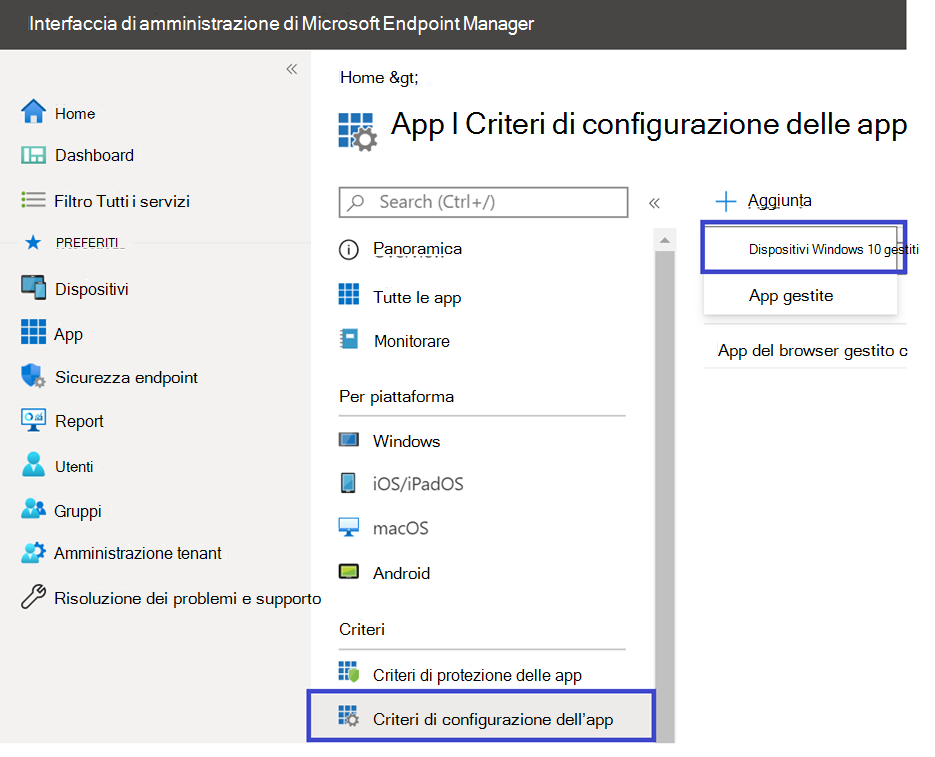 Interfaccia di amministrazione di Microsoft Endpoint Manager
«
Home
Dashboard
Filtro Tutti i servizi
PREFERITI
Dispositivi
App
Sicurezza endpoint
Report
Utenti
Gruppi
Amministrazione tenant
Risoluzione dei problemi e supporto
Home &gt;
App | Criteri di configurazione delle app
Search (Ctrl+/)
«
Panoramica
Tutte le app
Monitorare
Per piattaforma
Windows
iOS/iPadOS
macOS
Android
Criteri
Criteri di protezione delle app
Criteri di configurazione dell'app
Aggiunta
Dispositivi Windows 10 gestiti
App gestite
App del browser gestito c